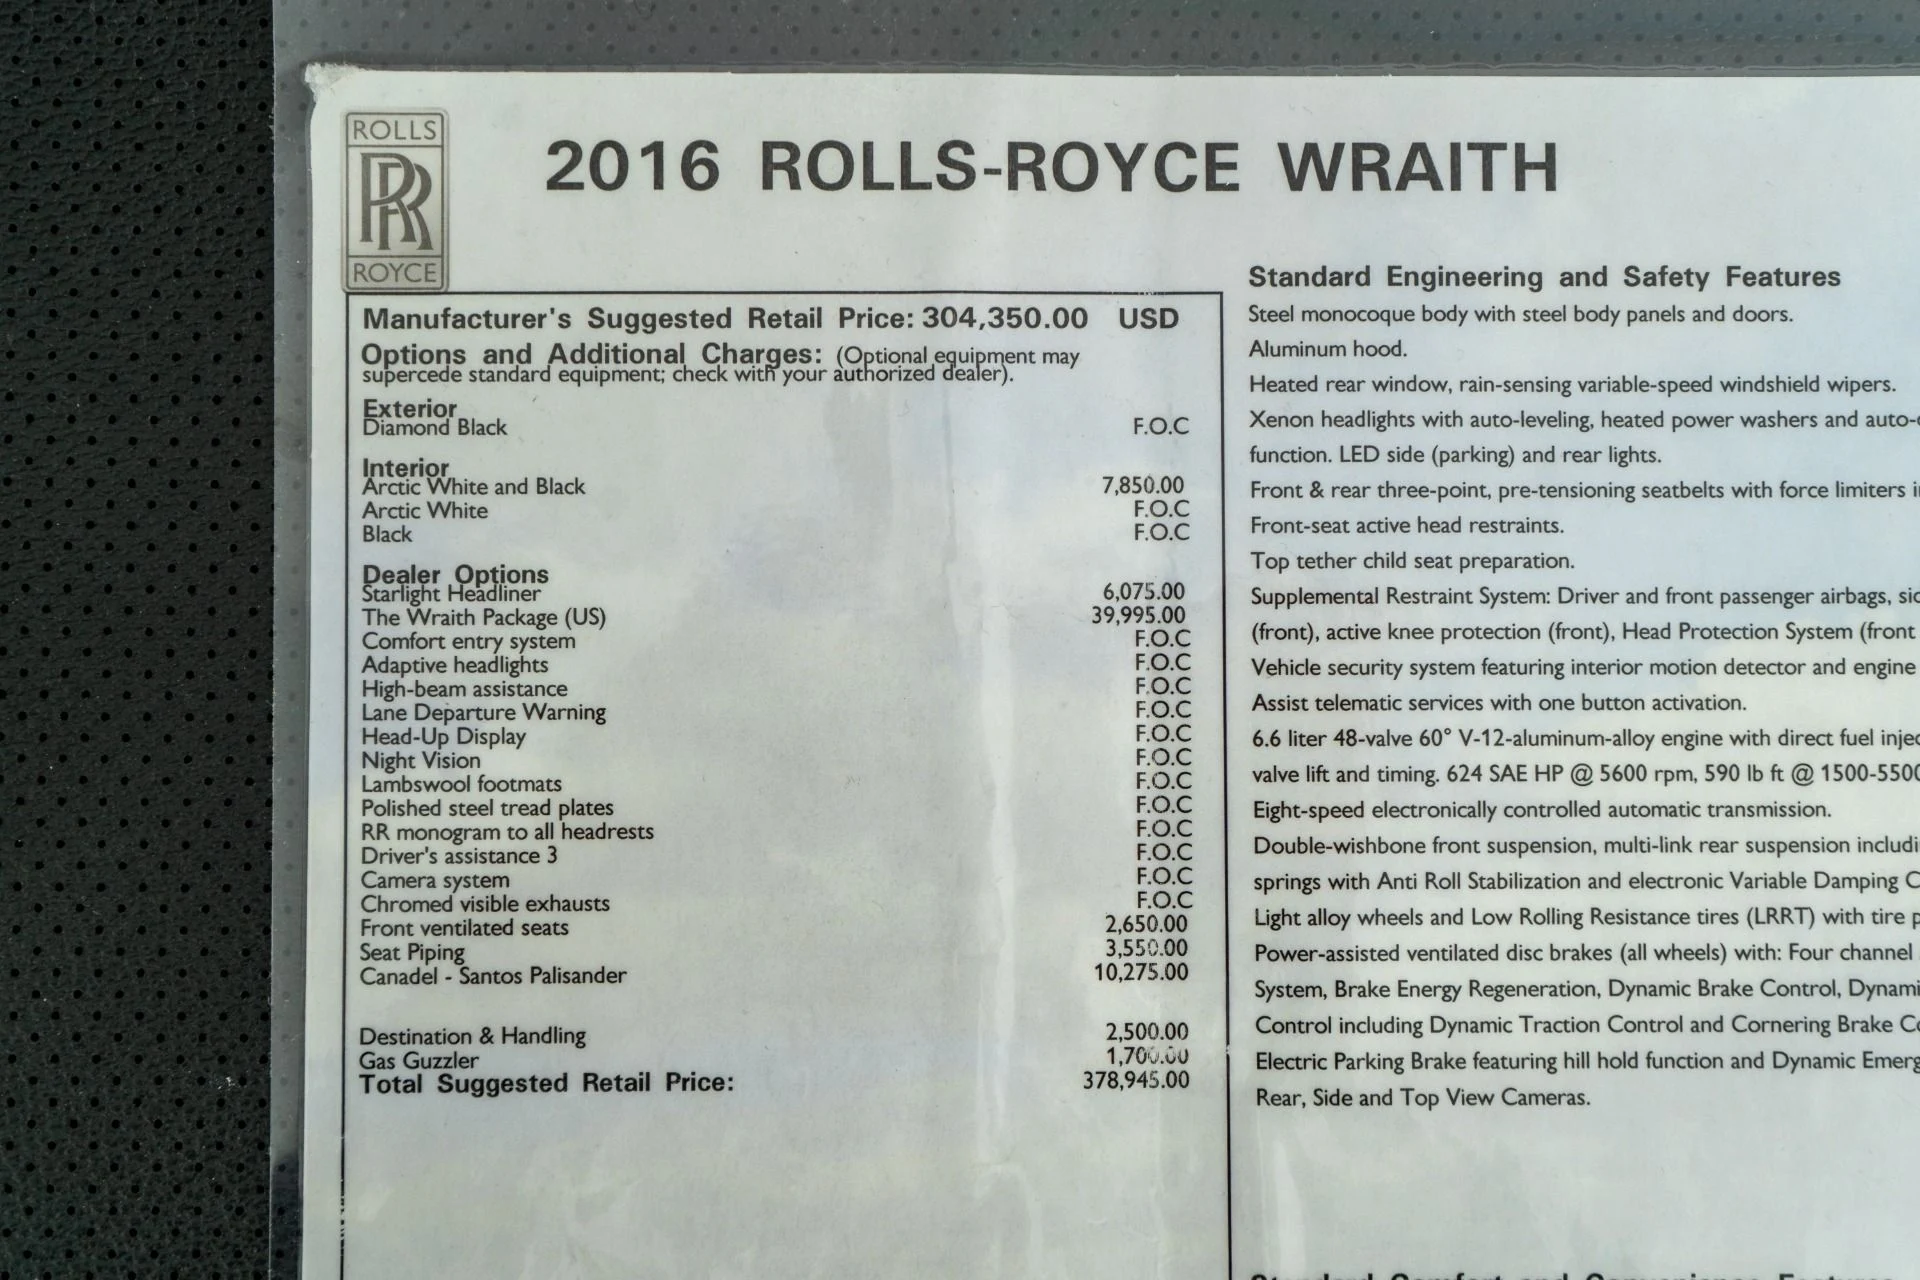 ROLLS
RR
ROYCE
2016 ROLLS-ROYCE WRAITH
Manufacturer's Suggested Retail Price: 304,350.00 USD
Options and Additional Charges: (Optional equipment may
supercede standard equipment; check with your authorized dealer).
Exterior
Diamond Black F.O.C
Interior
Arctic White and Black 7,850.00
Arctic White F.O.C
Black F.O.C
Dealer Options
Starlight Headliner 6,075.00
The Wraith Package (US) 39,995.00
Comfort entry system F.O.C
Adaptive headlights F.O.C
High-beam assistance F.O.C
Lane Departure Warning F.O.C
Head-Up Display F.O.C
Night Vision F.O.C
Lambswool footmats F.O.C
Polished steel tread plates F.O.C
RR monogram to all headrests F.O.C
Driver's assistance 3 F.O.C
Camera system F.O.C
Chromed visible exhausts F.O.C
Front ventilated seats 2,650.00
Seat Piping 3,550.00
Canadel - Santos Palisander 10,275.00
Destination & Handling 2,500.00
Gas Guzzler 1,700.00
Total Suggested Retail Price: 378,945.00
Standard Engineering and Safety Features
Steel monocoque body with steel body panels and doors.
Aluminum hood.
Heated rear window, rain-sensing variable-speed windshield wipers.
Xenon headlights with auto-leveling, heated power washers and auto-
function. LED side (parking) and rear lights.
Front & rear three-point, pre-tensioning seatbelts with force limiters
Front-seat active head restraints.
Top tether child seat preparation.
Supplemental Restraint System: Driver and front passenger airbags,
(front), active knee protection (front), Head Protection System (front
Vehicle security system featuring interior motion detector and engine
Assist telematic services with one button activation.
6.6 liter 48-valve 60° V-12-aluminum-alloy engine with direct fuel
valve lift and timing. 624 SAE HP @ 5600 rpm, 590 lb ft @ 1500-5500
Eight-speed electronically controlled automatic transmission.
Double-wishbone front suspension, multi-link rear suspension
springs with Anti Roll Stabilization and electronic Variable Damping
Light alloy wheels and Low Rolling Resistance tires (LRRT) with tire
Power-assisted ventilated disc brakes (all wheels) with: Four channel
System, Brake Energy Regeneration, Dynamic Brake Control,
Control including Dynamic Traction Control and Cornering Brake
Electric Parking Brake featuring hill hold function and Dynamic
Rear, Side and Top View Cameras.